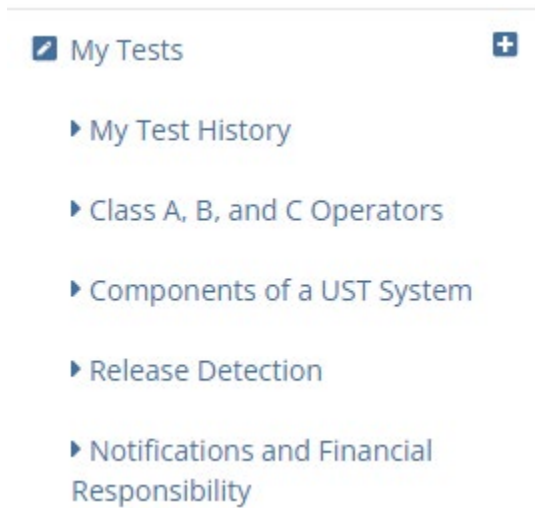 My Tests
My Test History
Class A, B, and C Operators
Components of a UST System
Release Detection
Notifications and Financial
Responsibility